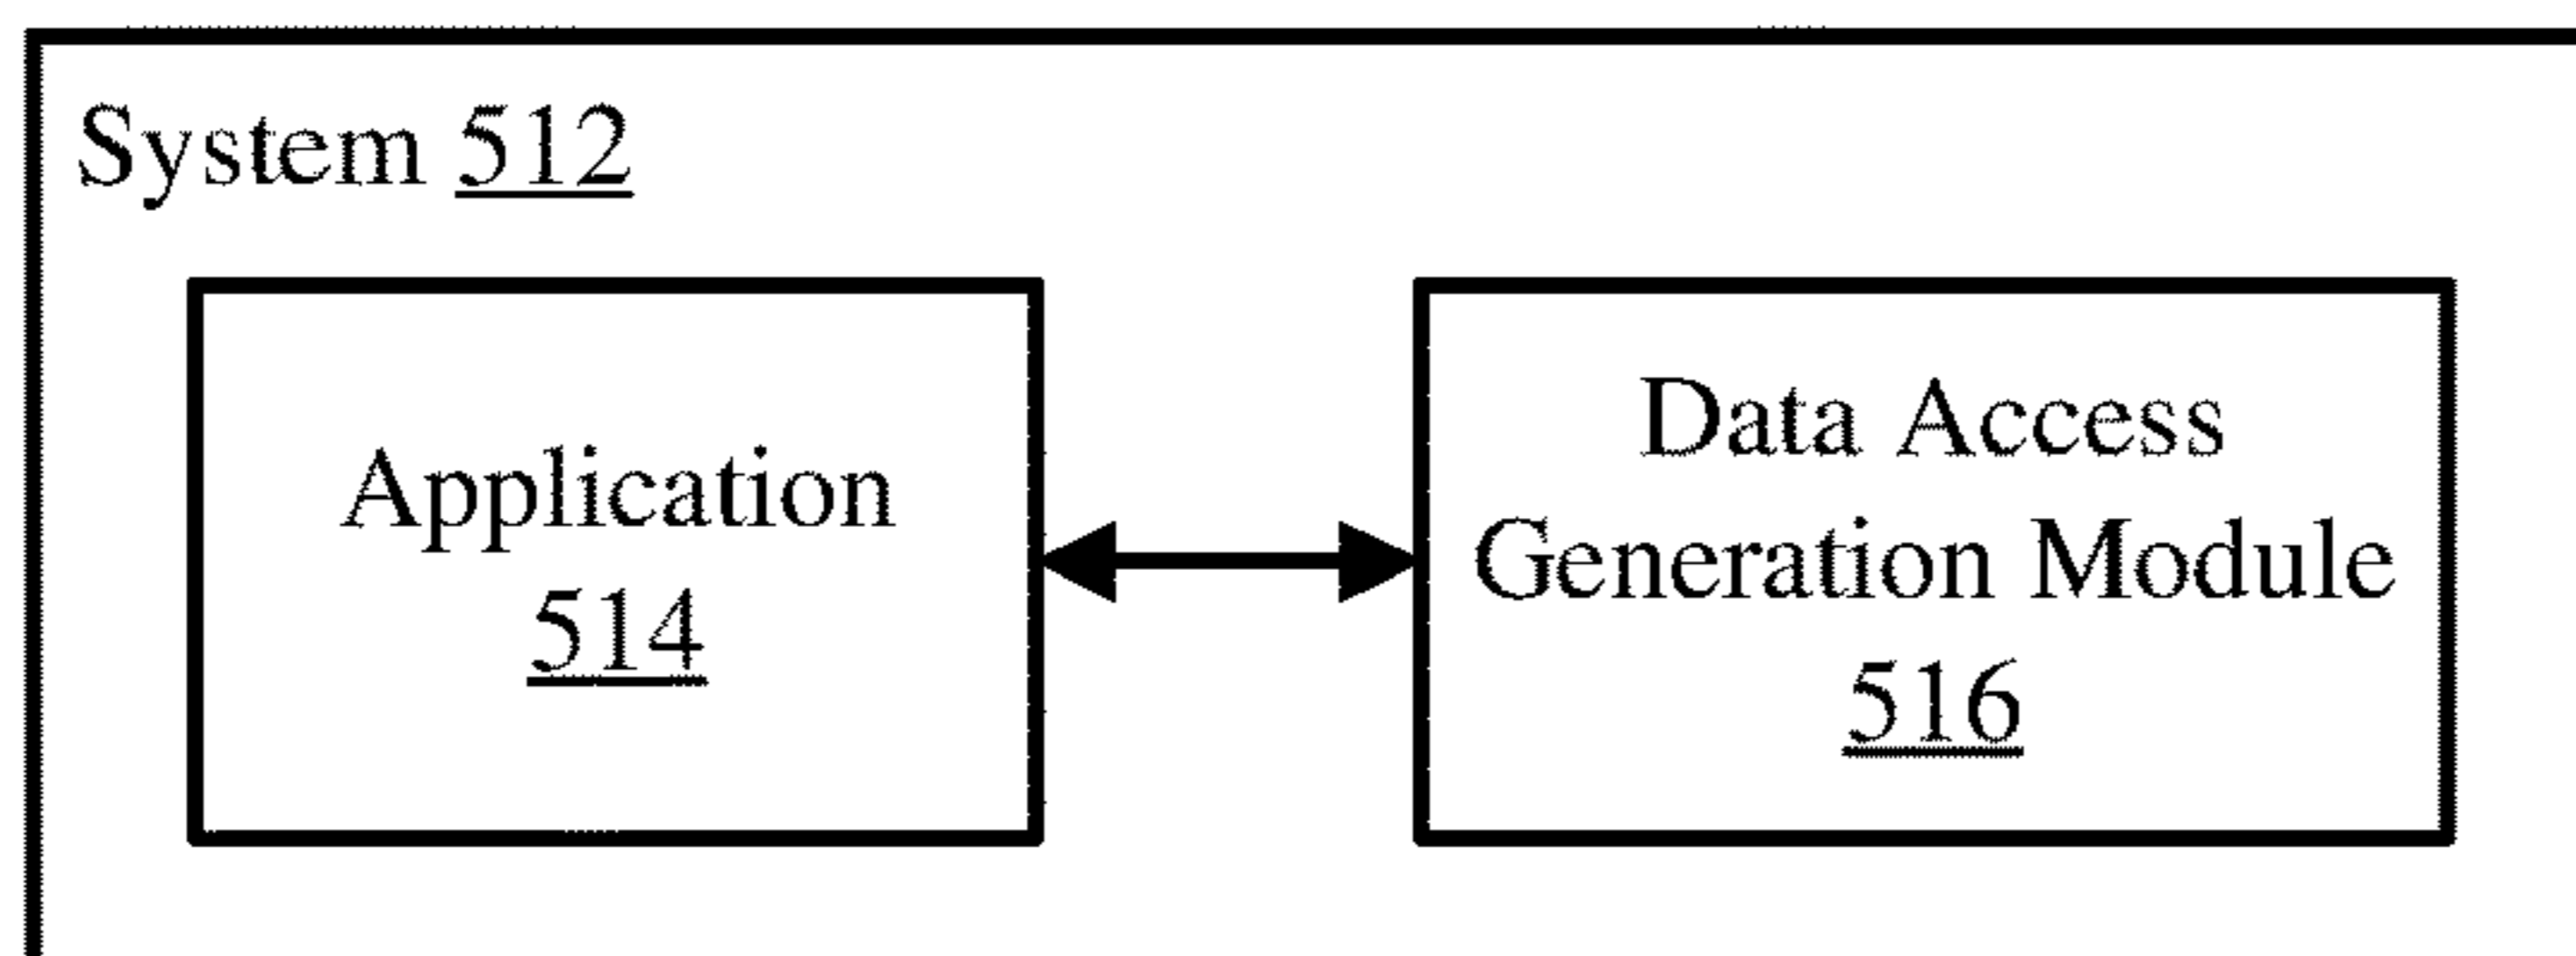 System 512
Application
514
Data Access
Generation Module
516